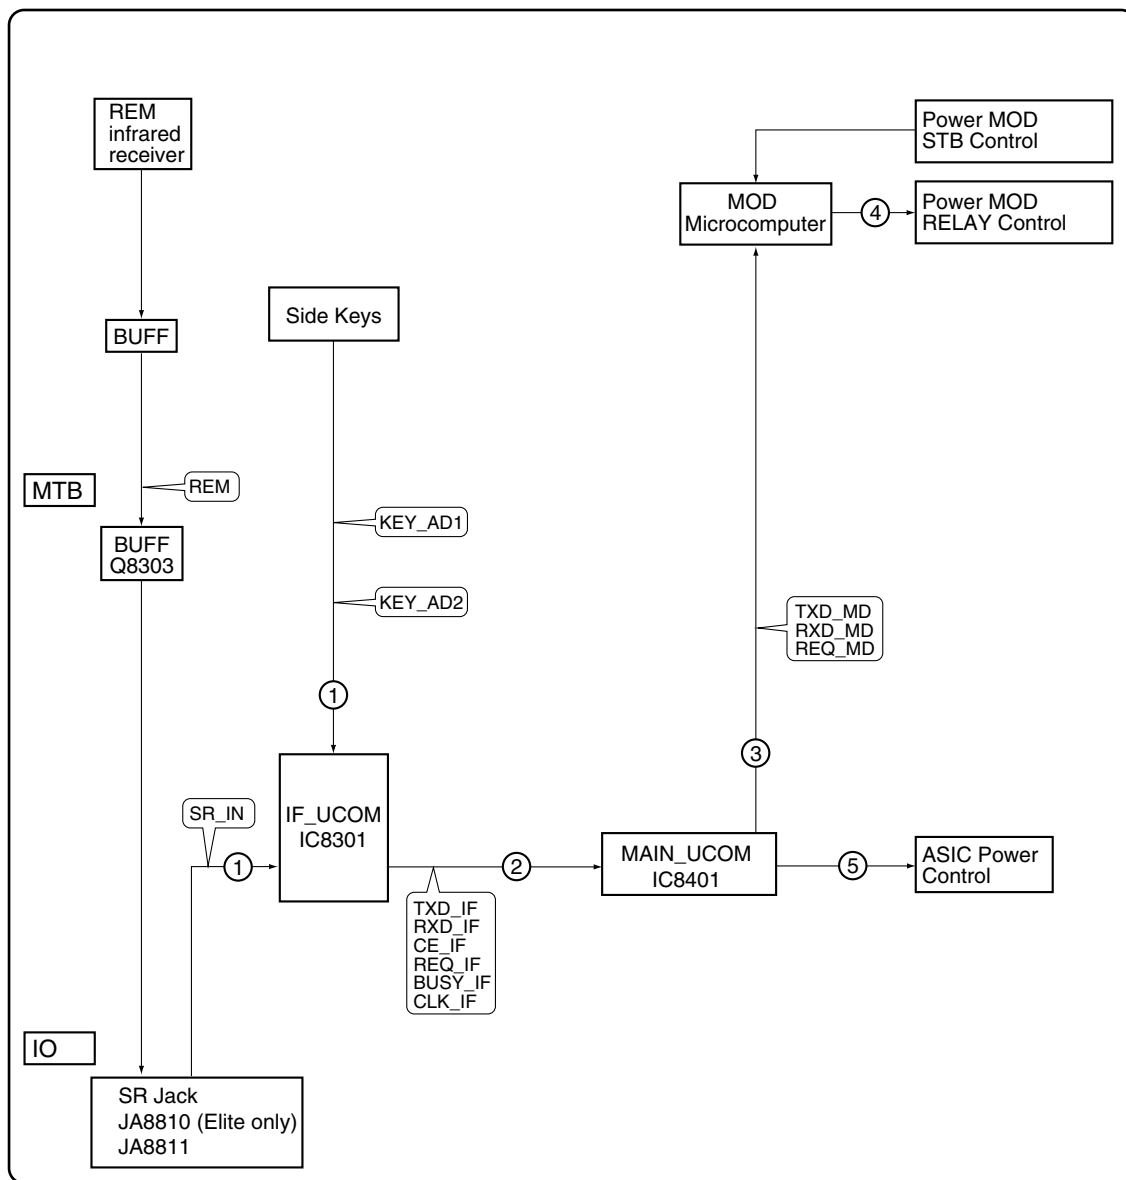 REM
infrared
receiver
Power MOD
STB Control
MOD
Microcomputer
4
Power MOD
RELAY Control
Side Keys
BUFF
MTB
REM
BUFF
Q8303
KEY_AD1
KEY_AD2
TXD_MD
RXD_MD
REQ_MD
1
3
SR_IN
1
IF_UCOM
IC8301
2
TXD_IF
RXD_IF
CE_IF
REQ_IF
BUSY_IF
CLK_IF
MAIN_UCOM
IC8401
5
ASIC Power
Control
IO
SR Jack
JA8810 (Elite only)
JA8811